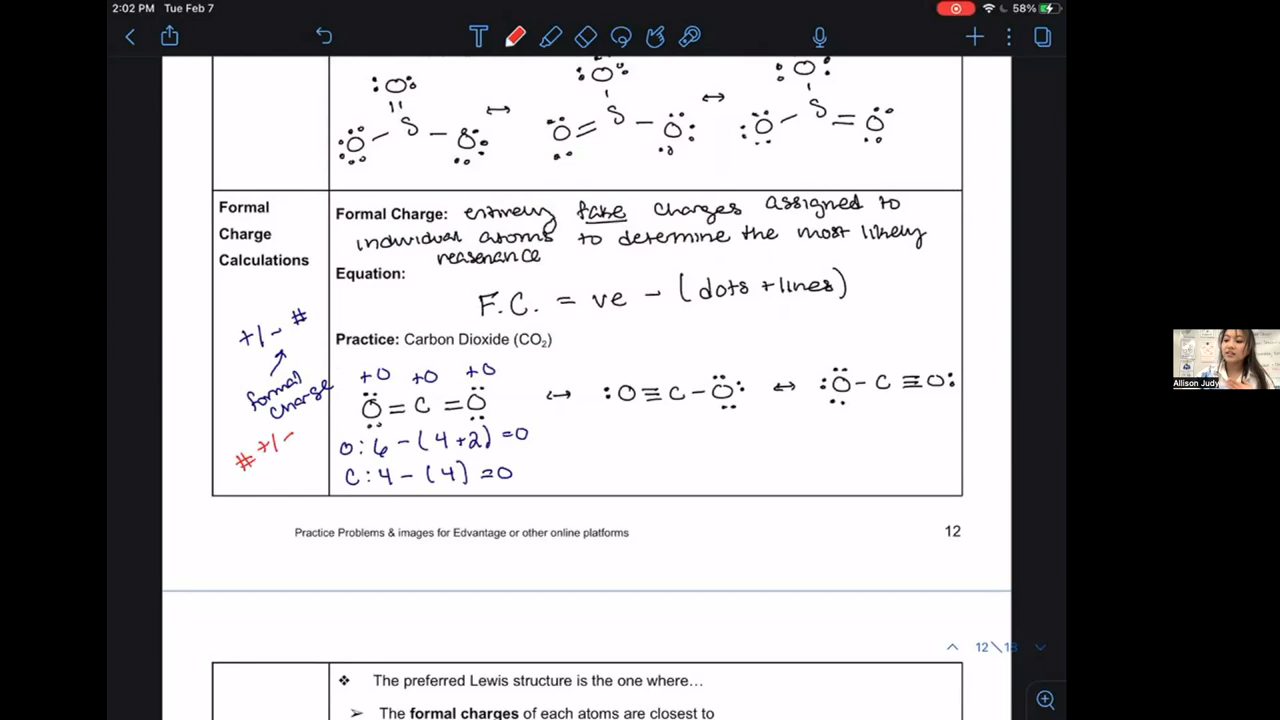 2:02 PM Tue Feb 7
58%
:O: :O: :O:
O - S - O ↔ O = S - O ↔ O - S = O
Formal
Charge
Calculations
Formal Charge: entirely fake charges assigned to
individual atoms to determine the most likely
resonance
Equation:
F.C. = ve - (dots + lines)
+/- #
formal
charge
# +/-
Practice: Carbon Dioxide (CO₂)
+0 +0 +0
O = C = O ↔ :O ≡ C - O: ↔ :O - C ≡ O:
O: 6 - (4+2) = 0
C: 4 - (4) = 0
Practice Problems & images for Edvantage or other online platforms
12
12\18
❖ The preferred Lewis structure is the one where…
➢ The formal charges of each atoms are closest to
Allison Judy